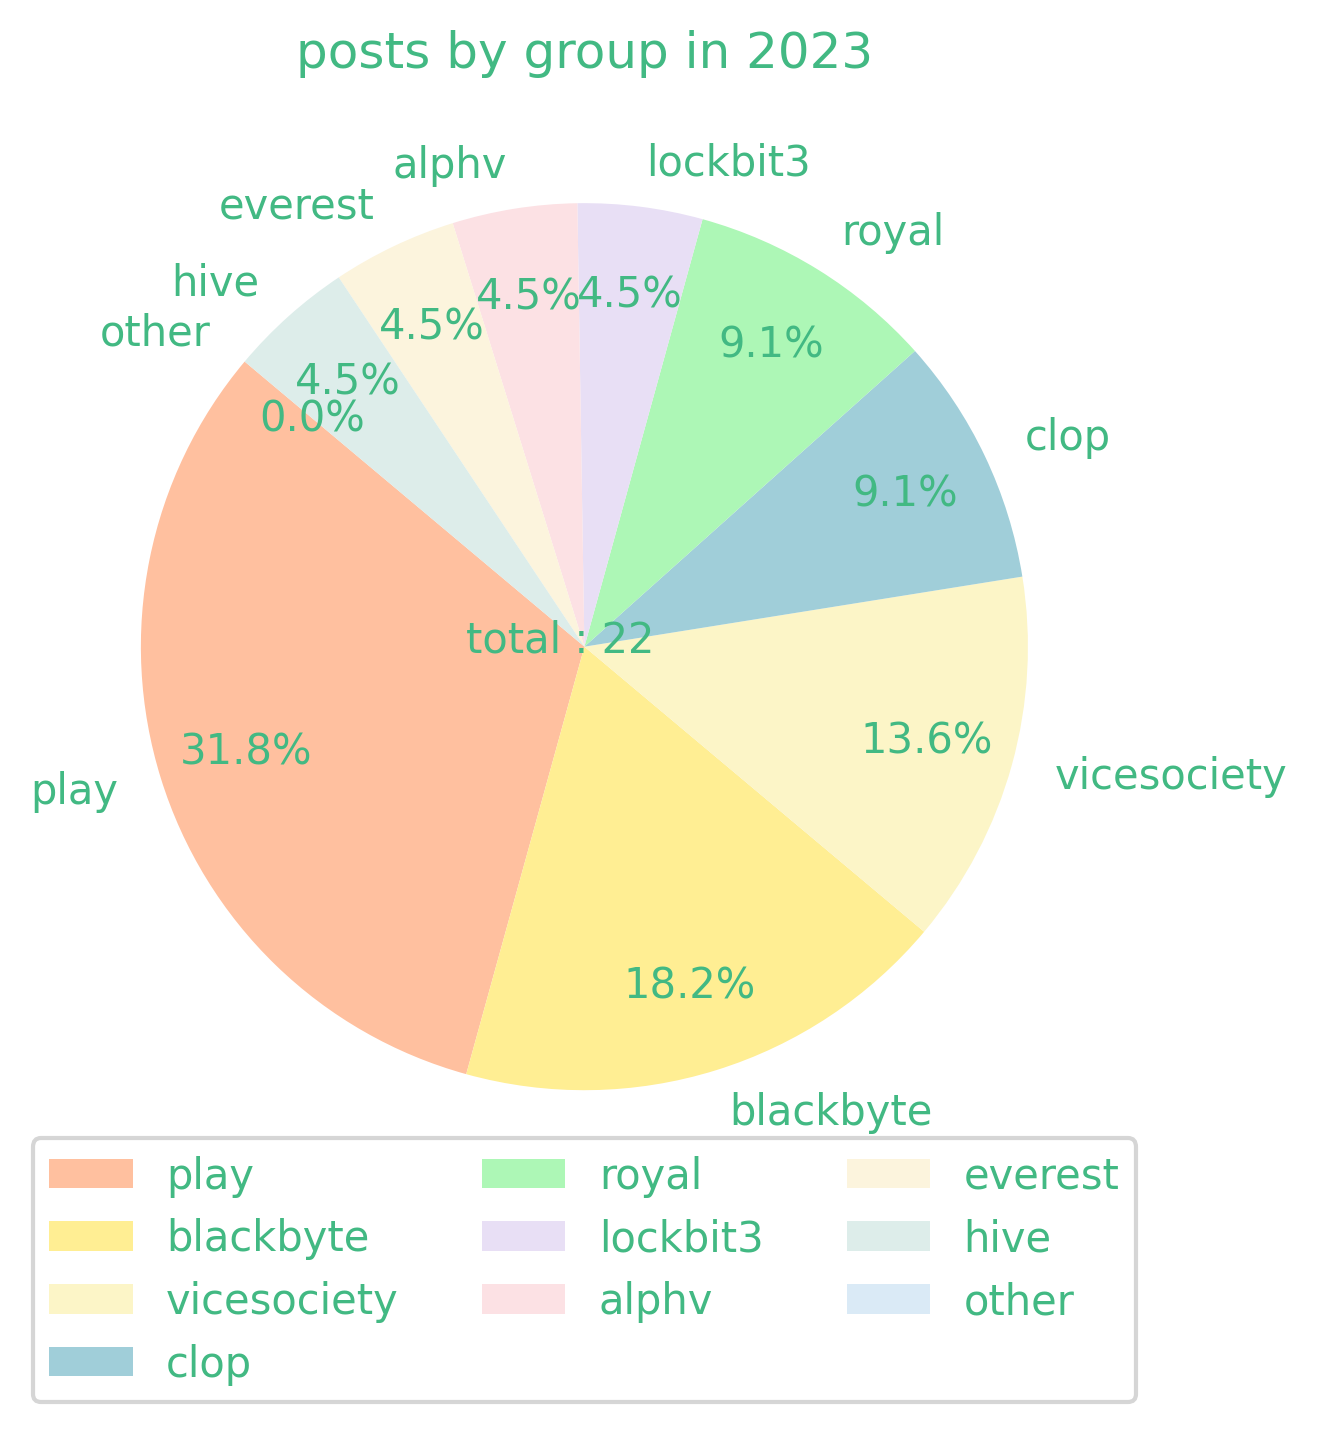 posts by group in 2023
alphv
lockbit3
everest
royal
hive
other
4.5%
4.5%
4.5%
9.1%
4.5%
0.0%
clop
9.1%
total : 22
31.8%
13.6%
play
vicesociety
18.2%
blackbyte
play
blackbyte
vicesociety
clop
royal
lockbit3
alphv
everest
hive
other